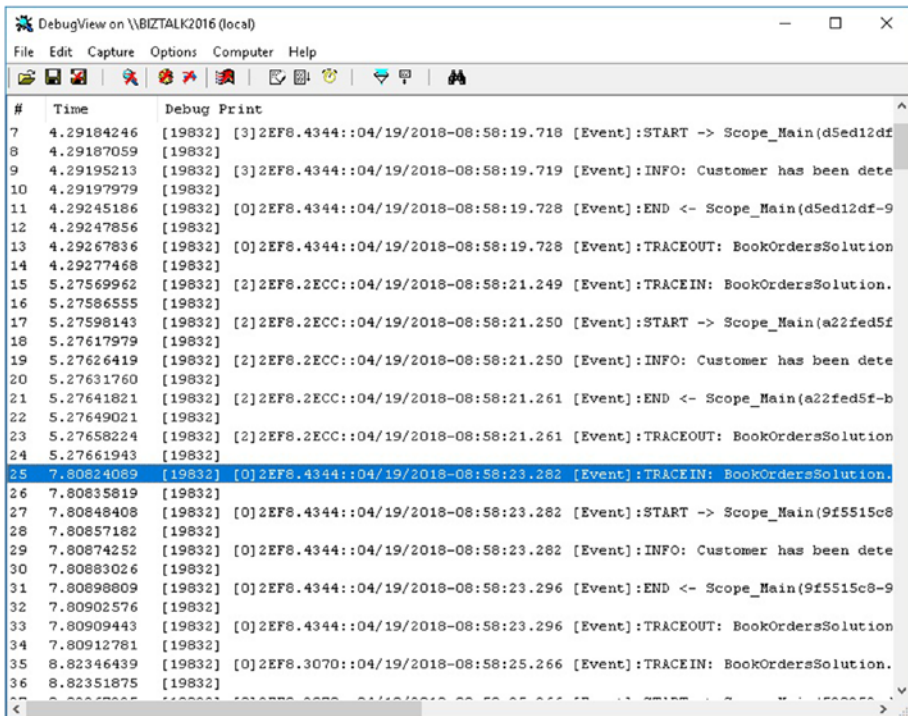 DebugView on \\BIZTALK2016 (local)
File Edit Capture Options Computer Help
# Time Debug Print
7 4.29184246 [19832] [3]2EF8.4344::04/19/2018-08:58:19.718 [Event]:START -> Scope_Main(d5ed12df
8 4.29187059 [19832]
9 4.29195213 [19832] [3]2EF8.4344::04/19/2018-08:58:19.719 [Event]:INFO: Customer has been dete
10 4.29197979 [19832]
11 4.29245186 [19832] [0]2EF8.4344::04/19/2018-08:58:19.728 [Event]:END <- Scope_Main(d5ed12df-9
12 4.29247856 [19832]
13 4.29267836 [19832] [0]2EF8.4344::04/19/2018-08:58:19.728 [Event]:TRACEOUT: BookOrdersSolution
14 4.29277468 [19832]
15 5.27569962 [19832] [2]2EF8.2ECC::04/19/2018-08:58:21.249 [Event]:TRACEIN: BookOrdersSolution.
16 5.27586555 [19832]
17 5.27598143 [19832] [2]2EF8.2ECC::04/19/2018-08:58:21.250 [Event]:START -> Scope_Main(a22fed5f
18 5.27617979 [19832]
19 5.27626419 [19832] [2]2EF8.2ECC::04/19/2018-08:58:21.250 [Event]:INFO: Customer has been dete
20 5.27631760 [19832]
21 5.27641821 [19832] [2]2EF8.2ECC::04/19/2018-08:58:21.261 [Event]:END <- Scope_Main(a22fed5f-b
22 5.27649021 [19832]
23 5.27658224 [19832] [2]2EF8.2ECC::04/19/2018-08:58:21.261 [Event]:TRACEOUT: BookOrdersSolution
24 5.27661943 [19832]
25 7.80824089 [19832] [0]2EF8.4344::04/19/2018-08:58:23.282 [Event]:TRACEIN: BookOrdersSolution.
26 7.80835819 [19832]
27 7.80848408 [19832] [0]2EF8.4344::04/19/2018-08:58:23.282 [Event]:START -> Scope_Main(9f5515c8
28 7.80857182 [19832]
29 7.80874252 [19832] [0]2EF8.4344::04/19/2018-08:58:23.282 [Event]:INFO: Customer has been dete
30 7.80883026 [19832]
31 7.80898809 [19832] [0]2EF8.4344::04/19/2018-08:58:23.296 [Event]:END <- Scope_Main(9f5515c8-9
32 7.80902576 [19832]
33 7.80909443 [19832] [0]2EF8.4344::04/19/2018-08:58:23.296 [Event]:TRACEOUT: BookOrdersSolution
34 7.80912781 [19832]
35 8.82346439 [19832] [0]2EF8.3070::04/19/2018-08:58:25.266 [Event]:TRACEIN: BookOrdersSolution.
36 8.82351875 [19832]